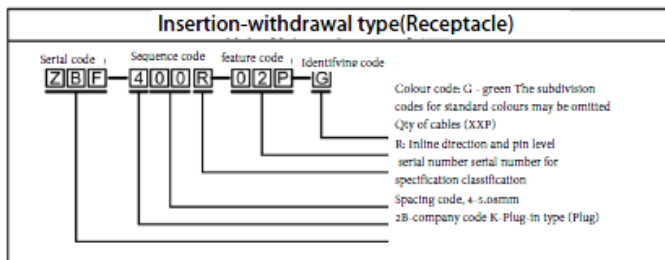 Insertion-withdrawal type(Receptacle)
Serial code Sequence code feature code Identifying code
ZBF-400R-02P-G
Colour code: G - green The subdivision
codes for standard colours may be omitted
Qty of cables (XXP)
R: Inline direction and pin level
serial number serial number for
specification classification
Spacing code, 4-5.08mm
2B-company code K-Plug-in type (Plug)